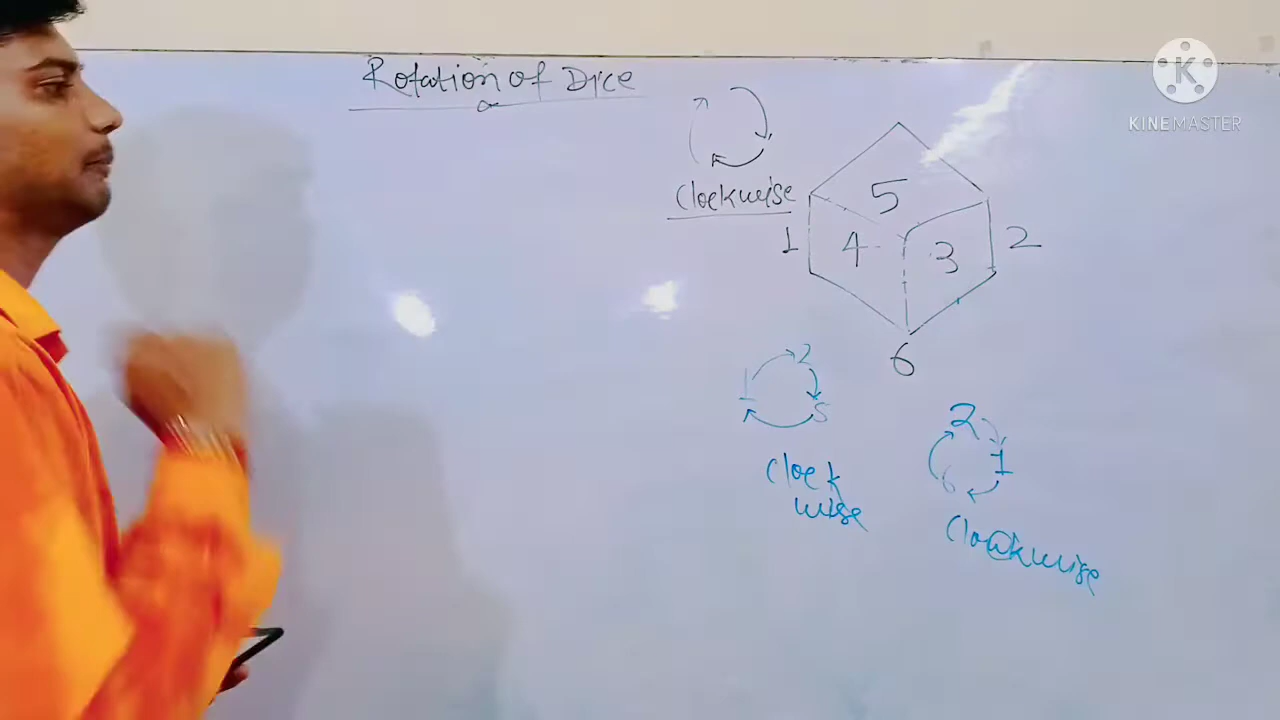 Rotation of Dice
K
KINEMASTER
Clockwise
5
1 4 3 2
6
1 2 5
Clock
wise
2 1 6
Clockwise